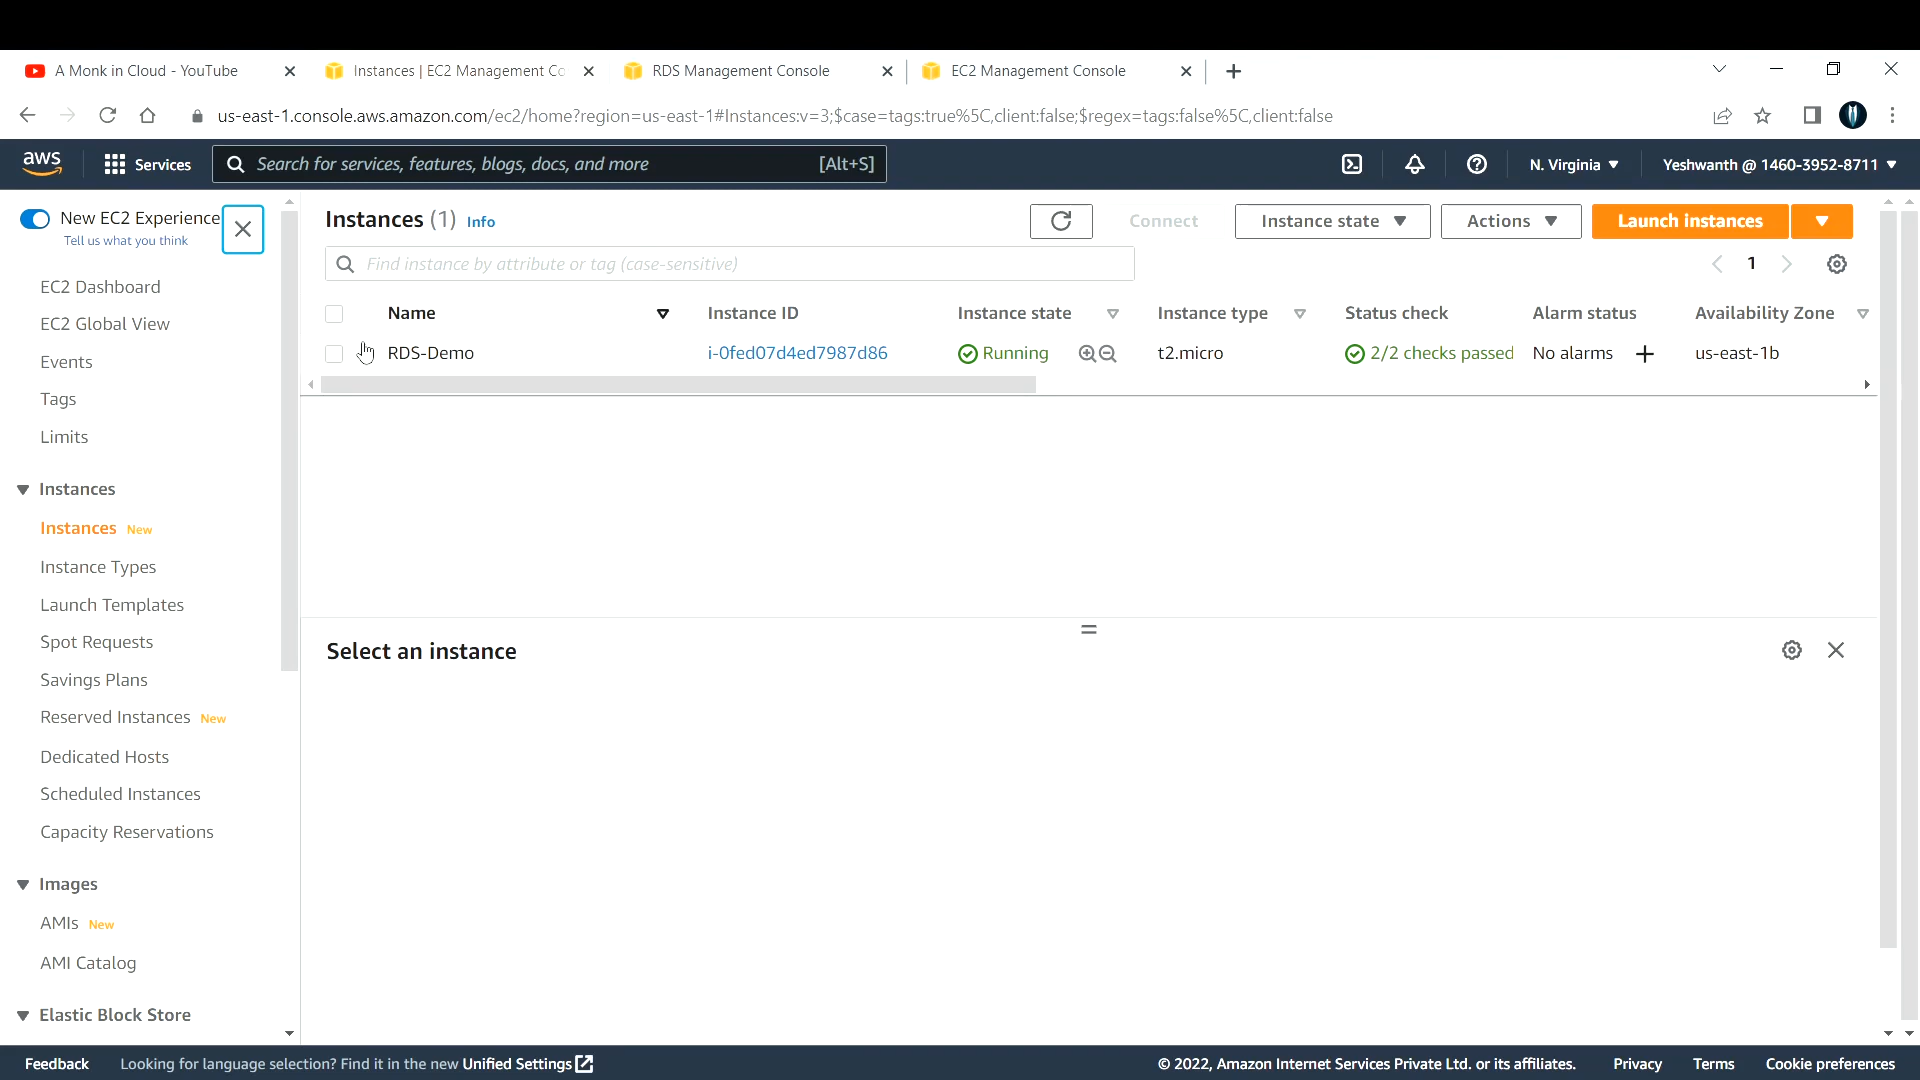 A Monk in Cloud - YouTube
Instances | EC2 Management Co
RDS Management Console
EC2 Management Console
us-east-1.console.aws.amazon.com/ec2/home?region=us-east-1#Instances:v=3;$case=tags:true%5C,client:false;$regex=tags:false%5C,client:false
aws
Services
Search for services, features, blogs, docs, and more [Alt+S]
N. Virginia
Yeshwanth @ 1460-3952-8711
New EC2 Experience
Tell us what you think
EC2 Dashboard
EC2 Global View
Events
Tags
Limits
Instances
Instances New
Instance Types
Launch Templates
Spot Requests
Savings Plans
Reserved Instances New
Dedicated Hosts
Scheduled Instances
Capacity Reservations
Images
AMIs New
AMI Catalog
Elastic Block Store
Instances (1) Info
Connect
Instance state
Actions
Launch instances
Find instance by attribute or tag (case-sensitive)
1
Name Instance ID Instance state Instance type Status check Alarm status Availability Zone
RDS-Demo i-0fed07d4ed7987d86 Running t2.micro 2/2 checks passed No alarms us-east-1b
Select an instance
Feedback
Looking for language selection? Find it in the new Unified Settings
© 2022, Amazon Internet Services Private Ltd. or its affiliates.
Privacy
Terms
Cookie preferences